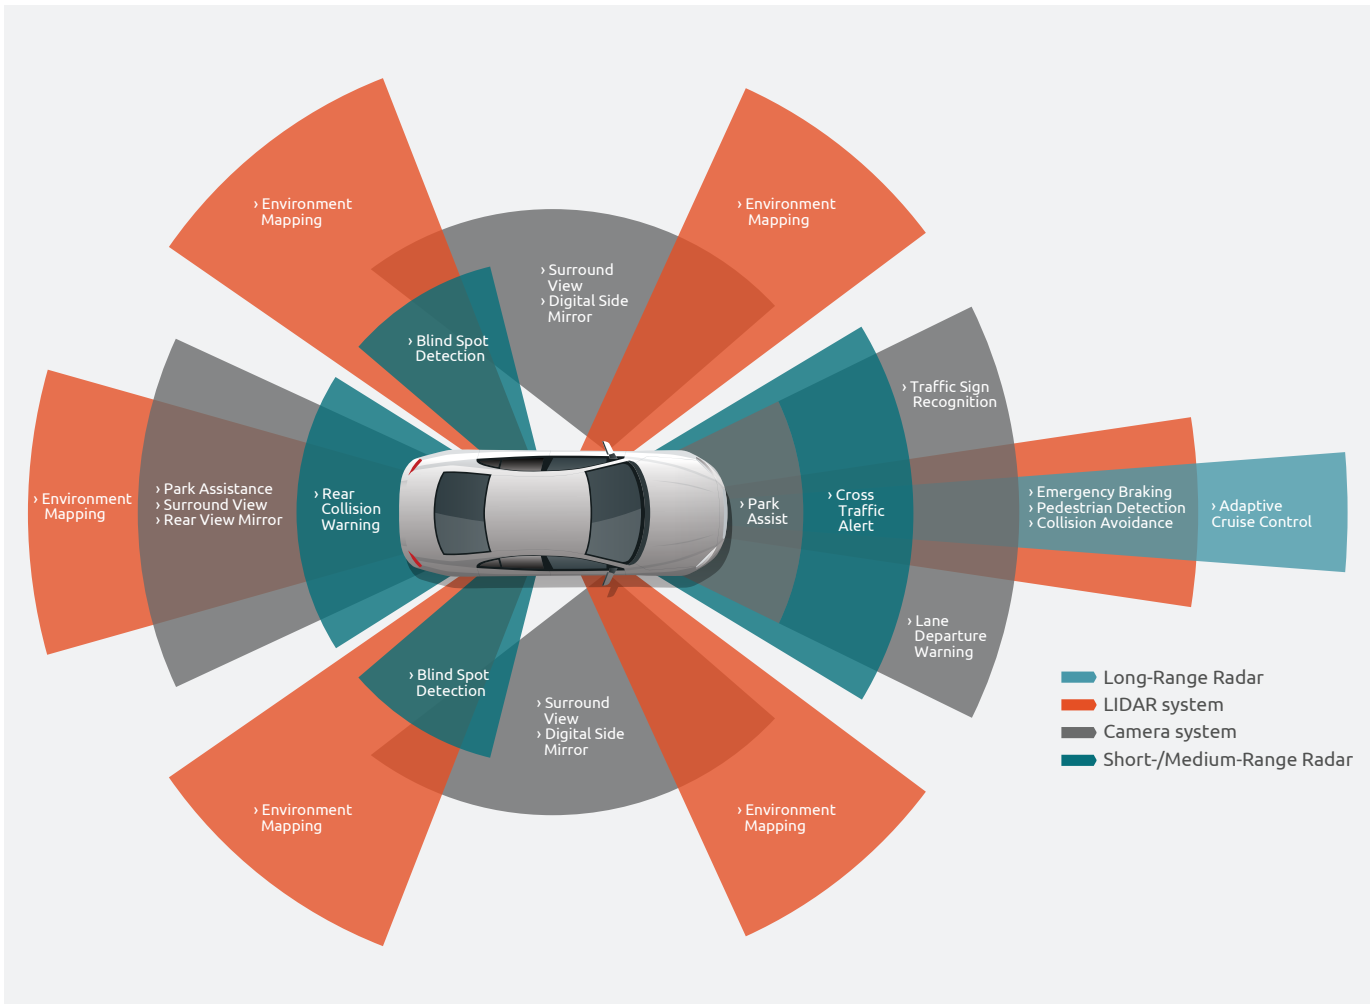 › Environment
Mapping
› Environment
Mapping
› Surround
View
› Digital Side
Mirror
› Blind Spot
Detection
› Traffic Sign
Recognition
› Environment
Mapping
› Park Assistance
› Surround View
› Rear View Mirror
› Rear
Collision
Warning
› Park
Assist
› Cross
Traffic
Alert
› Emergency Braking
› Pedestrian Detection
› Collision Avoidance
› Adaptive
Cruise Control
› Lane
Departure
Warning
› Blind Spot
Detection
› Surround
View
› Digital Side
Mirror
› Environment
Mapping
› Environment
Mapping
Long-Range Radar
LIDAR system
Camera system
Short-/Medium-Range Radar